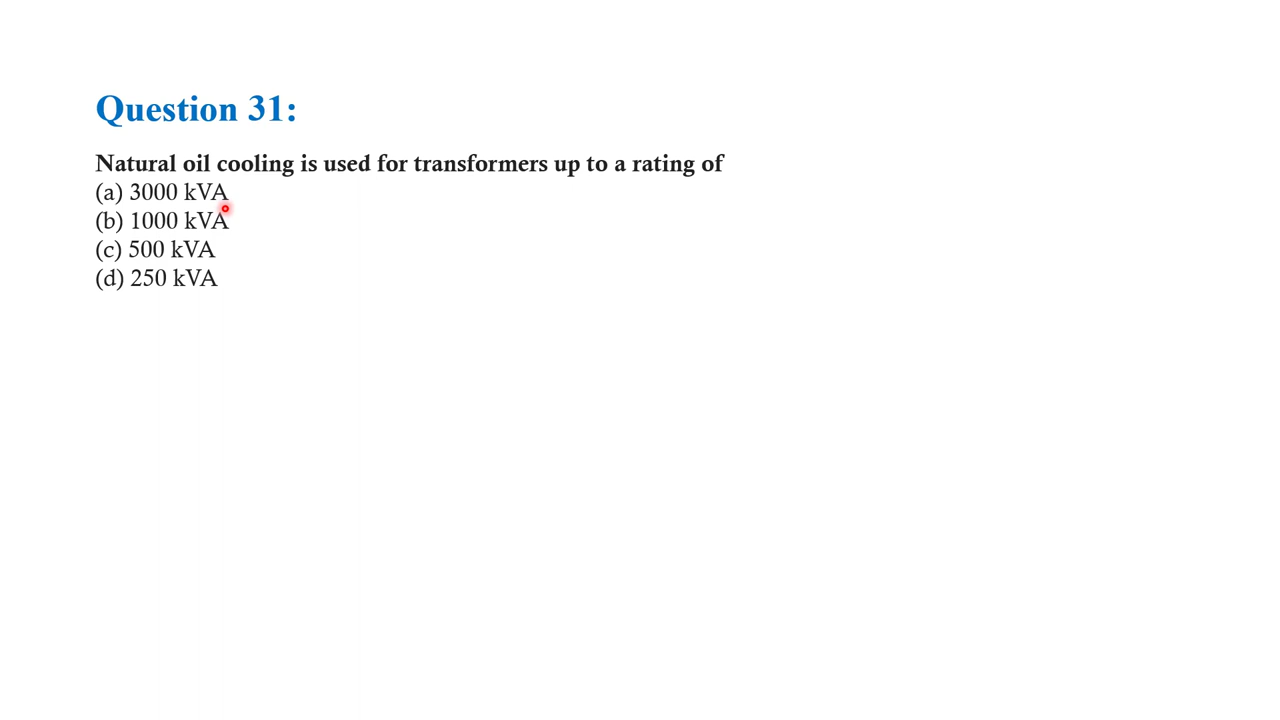 Question 31:
Natural oil cooling is used for transformers up to a rating of
(a) 3000 kVA
(b) 1000 kVA
(c) 500 kVA
(d) 250 kVA